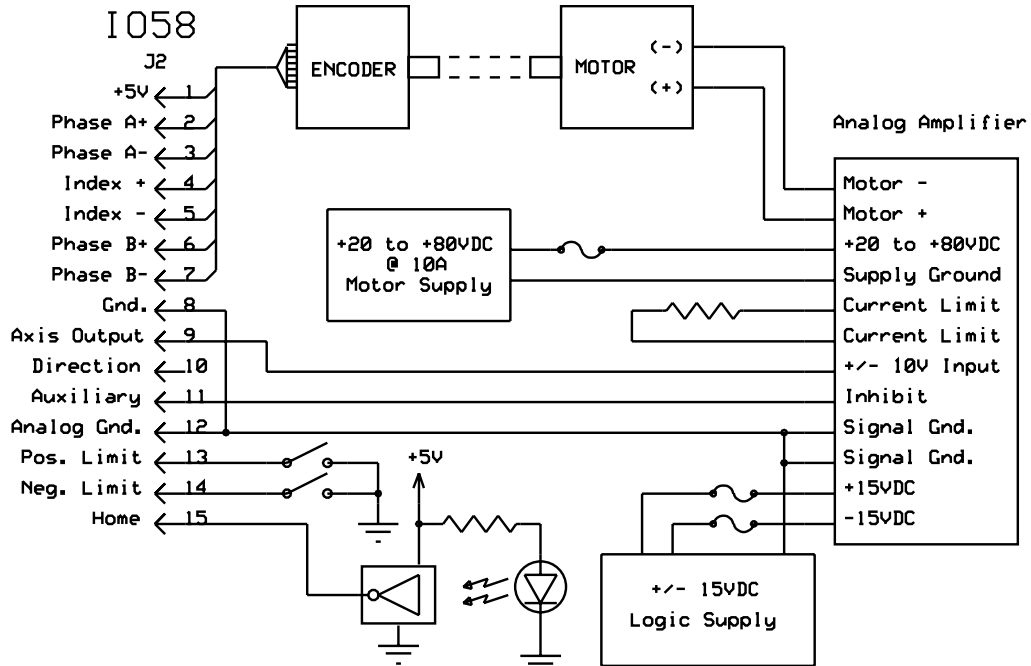 IO58
J2
+5V 1
Phase A+ 2
Phase A- 3
Index + 4
Index - 5
Phase B+ 6
Phase B- 7
Gnd. 8
Axis Output 9
Direction 10
Auxiliary 11
Analog Gnd. 12
Pos. Limit 13
Neg. Limit 14
Home 15
ENCODER
MOTOR
(-)
(+)
+20 to +80VDC
@ 10A
Motor Supply
+5V
+/- 15VDC
Logic Supply
Analog Amplifier
Motor -
Motor +
+20 to +80VDC
Supply Ground
Current Limit
Current Limit
+/- 10V Input
Inhibit
Signal Gnd.
Signal Gnd.
+15VDC
-15VDC